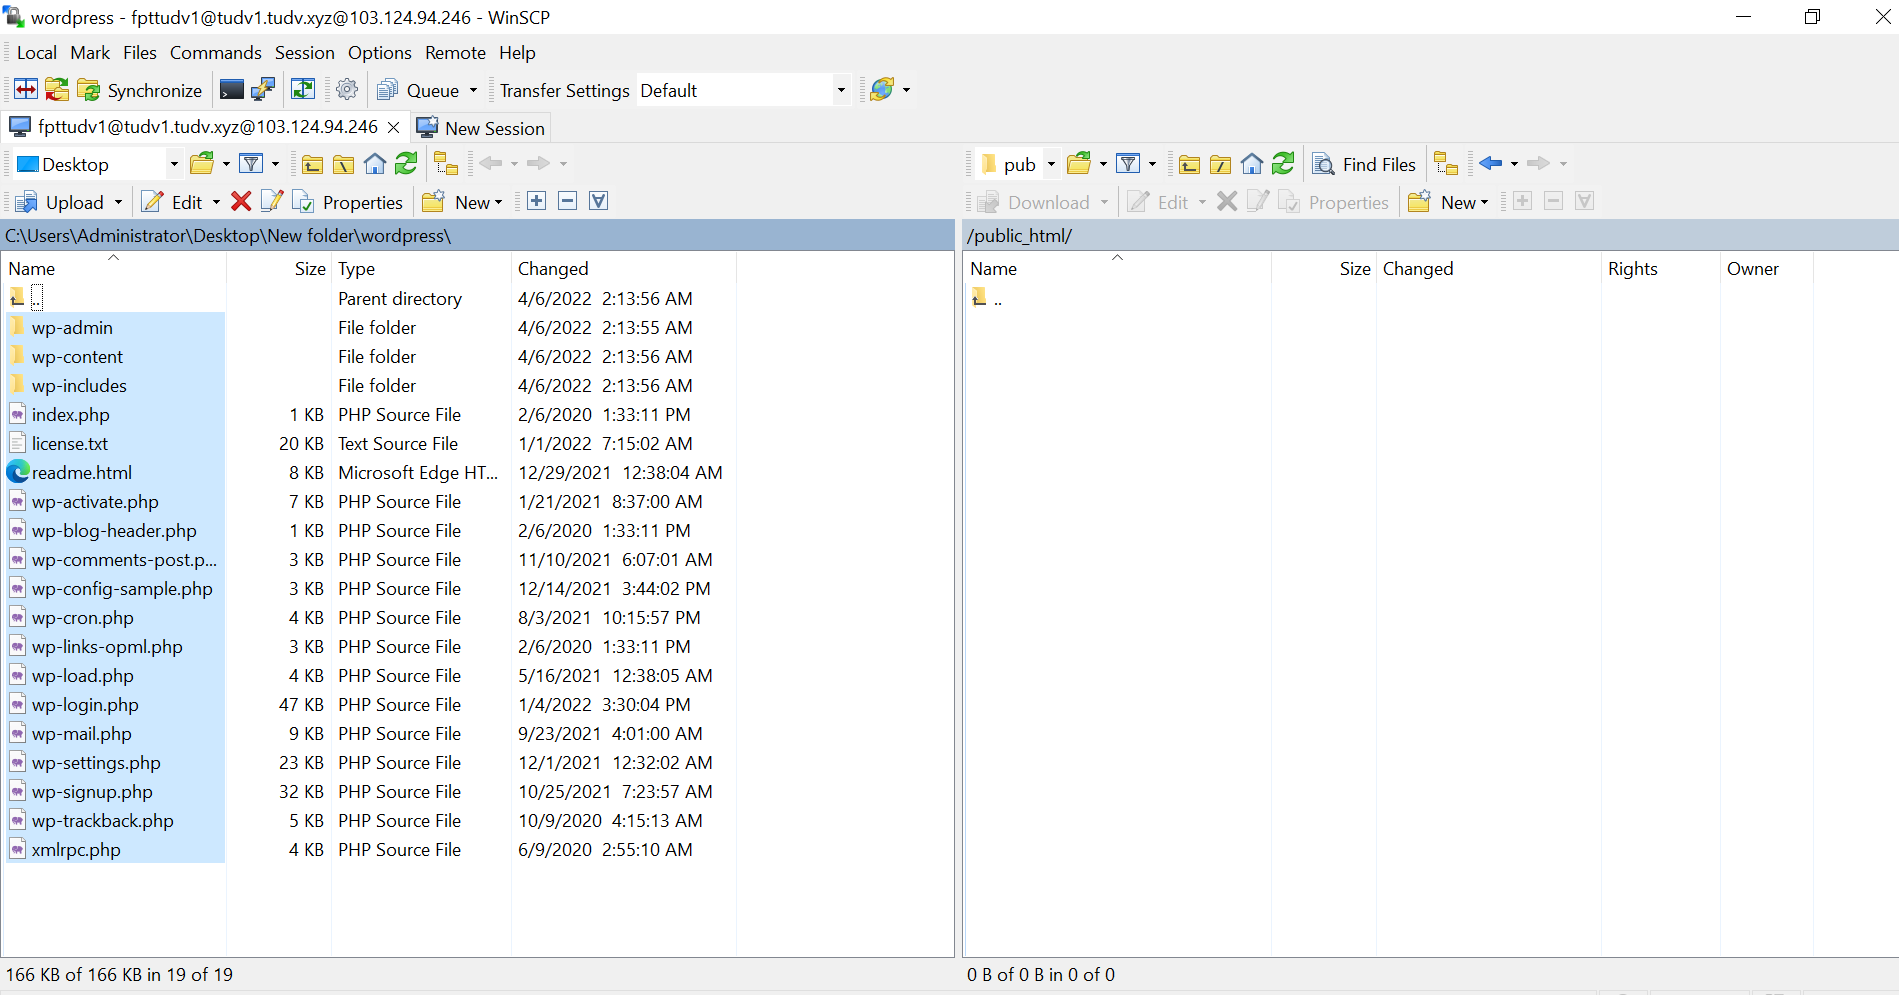 wordpress - fpttudv1@tudv1.tudv.xyz@103.124.94.246 - WinSCP
Local Mark Files Commands Session Options Remote Help
Synchronize Queue Transfer Settings Default
fpttudv1@tudv1.tudv.xyz@103.124.94.246 New Session
Desktop
Upload Edit Properties New
C:\Users\Administrator\Desktop\New folder\wordpress\
Name Size Type Changed
.. Parent directory 4/6/2022 2:13:56 AM
wp-admin File folder 4/6/2022 2:13:55 AM
wp-content File folder 4/6/2022 2:13:56 AM
wp-includes File folder 4/6/2022 2:13:56 AM
index.php 1 KB PHP Source File 2/6/2020 1:33:11 PM
license.txt 20 KB Text Source File 1/1/2022 7:15:02 AM
readme.html 8 KB Microsoft Edge HT... 12/29/2021 12:38:04 AM
wp-activate.php 7 KB PHP Source File 1/21/2021 8:37:00 AM
wp-blog-header.php 1 KB PHP Source File 2/6/2020 1:33:11 PM
wp-comments-post.p... 3 KB PHP Source File 11/10/2021 6:07:01 AM
wp-config-sample.php 3 KB PHP Source File 12/14/2021 3:44:02 PM
wp-cron.php 4 KB PHP Source File 8/3/2021 10:15:57 PM
wp-links-opml.php 3 KB PHP Source File 2/6/2020 1:33:11 PM
wp-load.php 4 KB PHP Source File 5/16/2021 12:38:05 AM
wp-login.php 47 KB PHP Source File 1/4/2022 3:30:04 PM
wp-mail.php 9 KB PHP Source File 9/23/2021 4:01:00 AM
wp-settings.php 23 KB PHP Source File 12/1/2021 12:32:02 AM
wp-signup.php 32 KB PHP Source File 10/25/2021 7:23:57 AM
wp-trackback.php 5 KB PHP Source File 10/9/2020 4:15:13 AM
xmlrpc.php 4 KB PHP Source File 6/9/2020 2:55:10 AM
166 KB of 166 KB in 19 of 19
pub Find Files
Download Edit Properties New
/public_html/
Name Size Changed Rights Owner
..
0 B of 0 B in 0 of 0